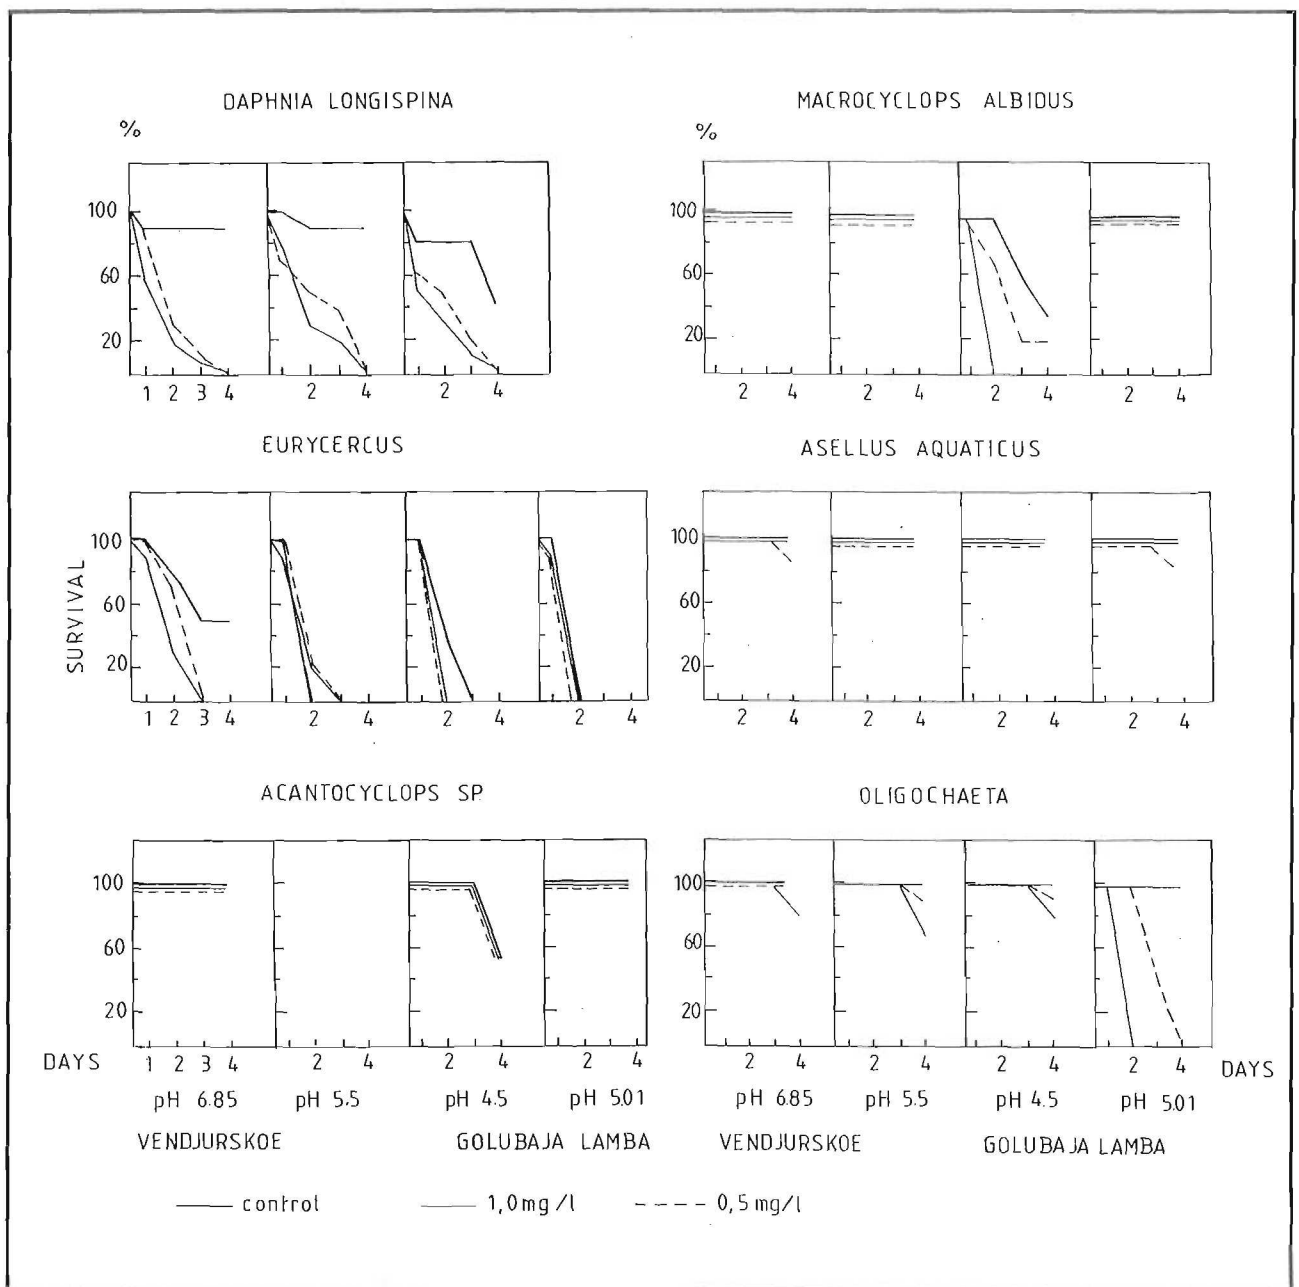 DAPHNIA LONGISPINA
MACROCYCLOPS ALBIDUS
%
%
100
60
20
1 2 3 4
2 4
2 4
100
60
20
2 4
2 4
2 4
2 4
EURYCERCUS
ASELLUS AQUATICUS
SURVIVAL
100
60
20
1 2 3 4
2 4
2 4
2 4
100
60
20
2 4
2 4
2 4
2 4
ACANTOCYCLOPS SP.
OLIGOCHAETA
100
60
20
100
60
20
DAYS 1 2 3 4
2 4
2 4
2 4
2 4
2 4
2 4
2 4 DAYS
pH 6.85 pH 5.5 pH 4.5 pH 5.01
pH 6.85 pH 5.5 pH 4.5 pH 5.01
VENDJURSKOE GOLUBAJA LAMBA
VENDJURSKOE GOLUBAJA LAMBA
control 1,0mg/l 0,5mg/l